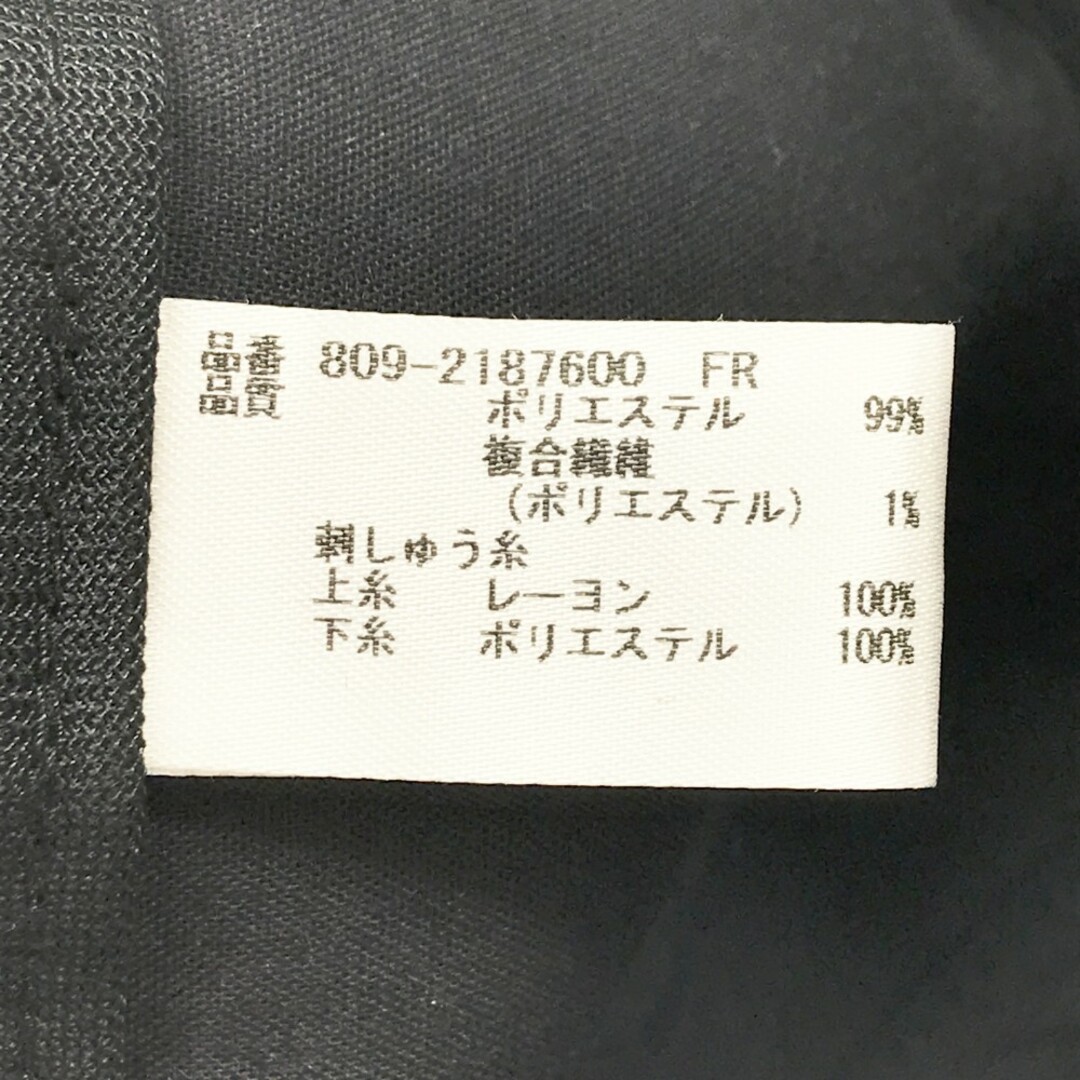 品番 809-2187600 FR
品質 ポリエステル 99%
複合繊維
(ポリエステル) 1%
刺しゅう糸
上糸 レーヨン 100%
下糸 ポリエステル 100%